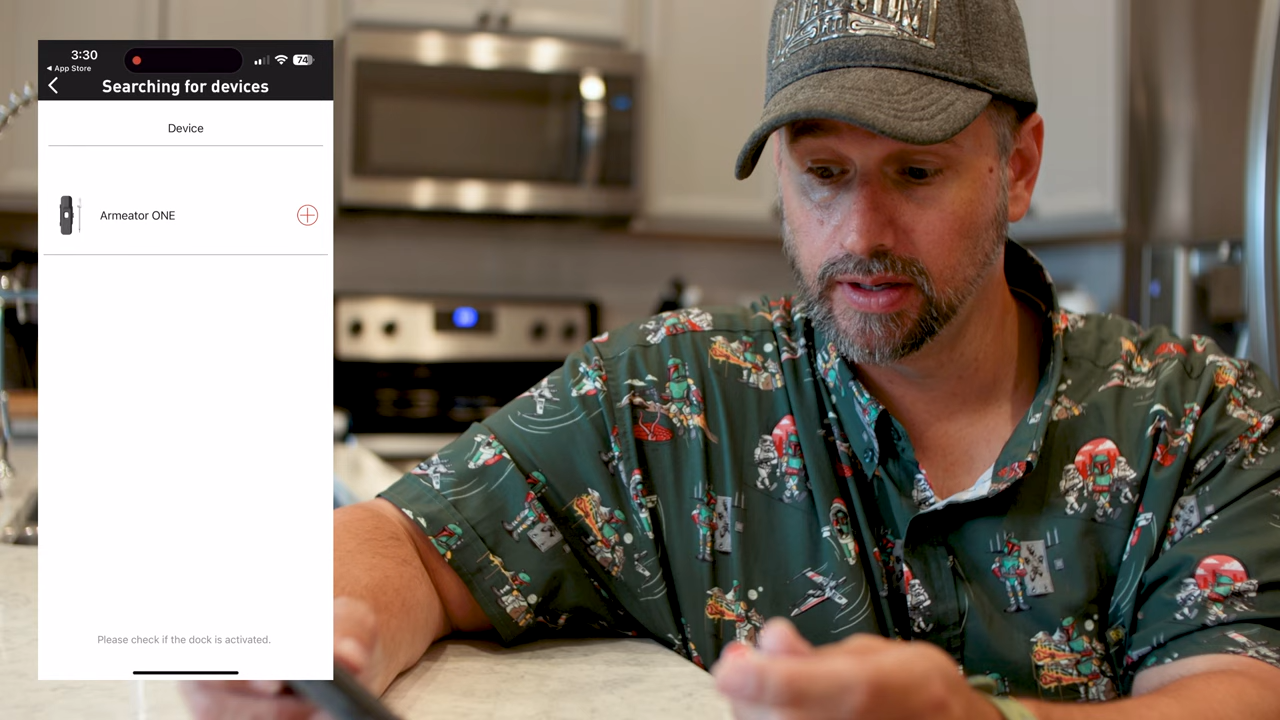 3:30
74
◀ App Store
Searching for devices
Device
Armeator ONE
Please check if the dock is activated.